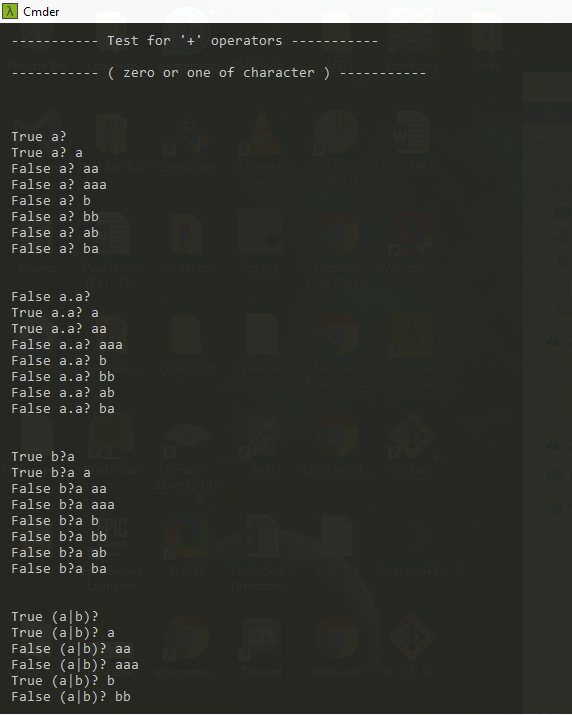 Cmder
----------- Test for '+' operators -----------
----------- ( zero or one of character ) -----------
True a?
True a? a
False a? aa
False a? aaa
False a? b
False a? bb
False a? ab
False a? ba
False a.a?
True a.a? a
True a.a? aa
False a.a? aaa
False a.a? b
False a.a? bb
False a.a? ab
False a.a? ba
True b?a
True b?a a
False b?a aa
False b?a aaa
False b?a b
False b?a bb
False b?a ab
False b?a ba
True (a|b)?
True (a|b)? a
False (a|b)? aa
False (a|b)? aaa
True (a|b)? b
False (a|b)? bb